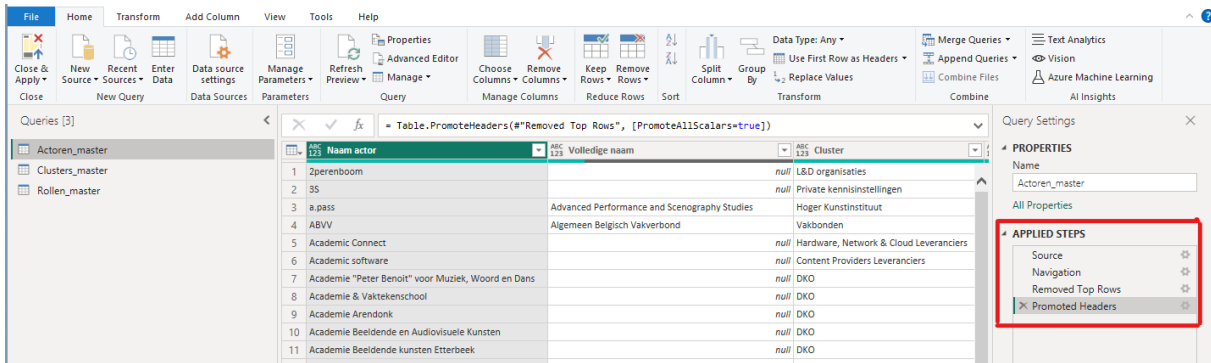 File Home Transform Add Column View Tools Help
Close & Apply
New Source
Recent Sources
Enter Data
Data source settings
Manage Parameters
Refresh Preview
Properties
Advanced Editor
Manage
Choose Columns
Remove Columns
Keep Rows
Remove Rows
Split Column
Group By
Data Type: Any
Use First Row as Headers
Replace Values
Merge Queries
Append Queries
Combine Files
Text Analytics
Vision
Azure Machine Learning
Close New Query Data Sources Parameters Query Manage Columns Reduce Rows Sort Transform Combine AI Insights
Queries [3]
Actoren_master
Clusters_master
Rollen_master
fx = Table.PromoteHeaders(#"Removed Top Rows", [PromoteAllScalars=true])
ABC 123 Naam actor ABC 123 Volledige naam ABC 123 Cluster
1 2perenboom null L&D organisaties
2 3S null Private kennisinstellingen
3 a.pass Advanced Performance and Scenography Studies Hoger Kunstinstituut
4 ABVV Algemeen Belgisch Vakverbond Vakbonden
5 Academic Connect null Hardware, Network & Cloud Leveranciers
6 Academic software null Content Providers Leveranciers
7 Academie "Peter Benoit" voor Muziek, Woord en Dans null DKO
8 Academie & Vaktekenschool null DKO
9 Academie Arendonk null DKO
10 Academie Beeldende en Audiovisuele Kunsten null DKO
11 Academie Beeldende kunsten Etterbeek null DKO
Query Settings
PROPERTIES
Name
Actoren_master
All Properties
APPLIED STEPS
Source
Navigation
Removed Top Rows
Promoted Headers